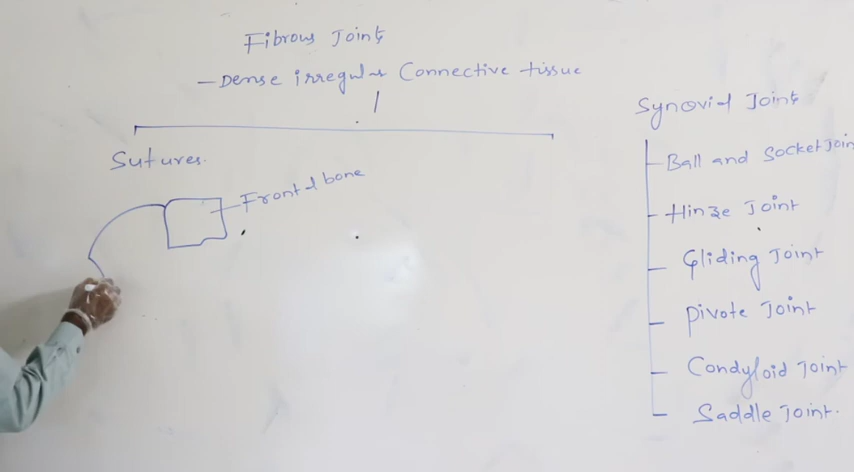 Fibrous Joints
- Dense irregular Connective tissue
Sutures.
Frontal bone
Synovial Joints
Ball and Socket Join
Hinge Joint
Gliding Joint
Pivote Joint
Condyloid Joint
Saddle Joint.